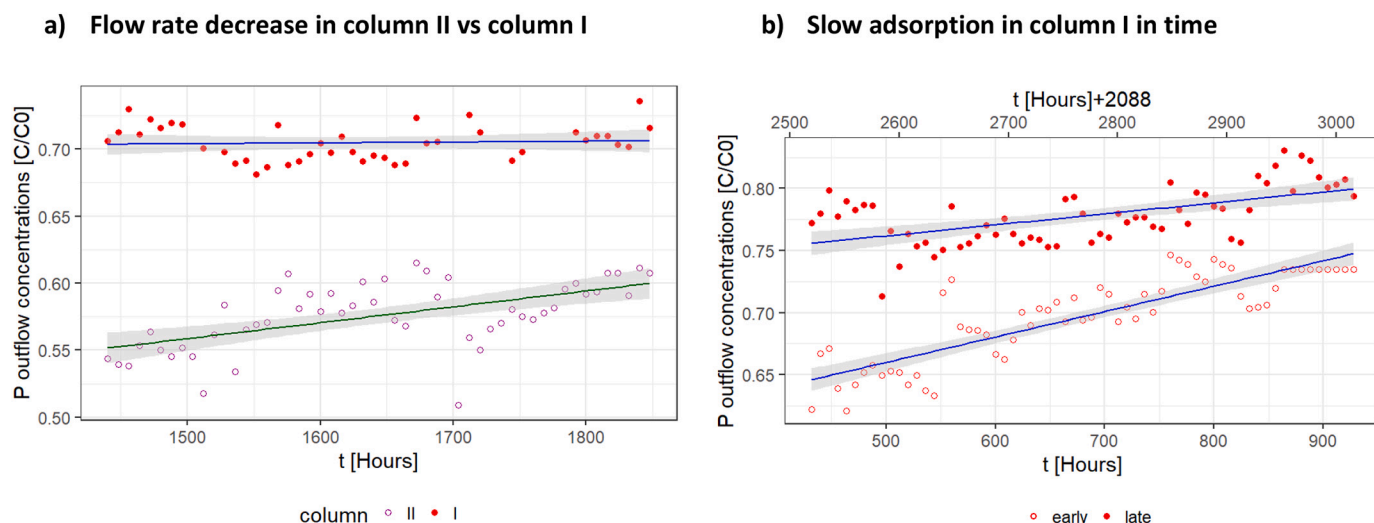 a) Flow rate decrease in column II vs column I
P outflow concentrations [C/C0]
0.70
0.65
0.60
0.55
0.50
1500
1600
1700
1800
t [Hours]
column II I
b) Slow adsorption in column I in time
t [Hours]+2088
2500
2600
2700
2800
2900
3000
P outflow concentrations [C/C0]
0.80
0.75
0.70
0.65
500
600
700
800
900
t [Hours]
early late